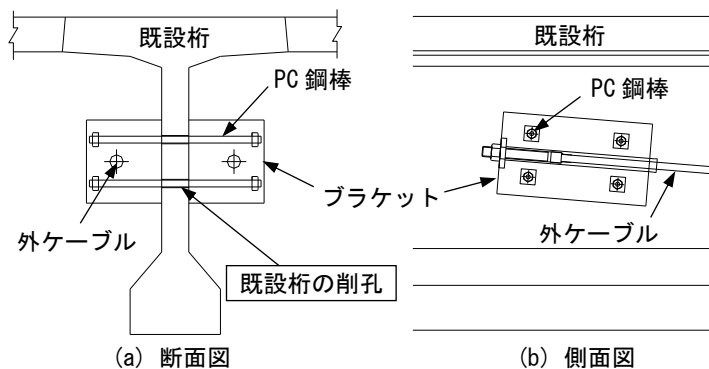 既設桁
PC 鋼棒
外ケーブル
既設桁の削孔
(a) 断面図
ブラケット
既設桁
PC 鋼棒
外ケーブル
(b) 側面図